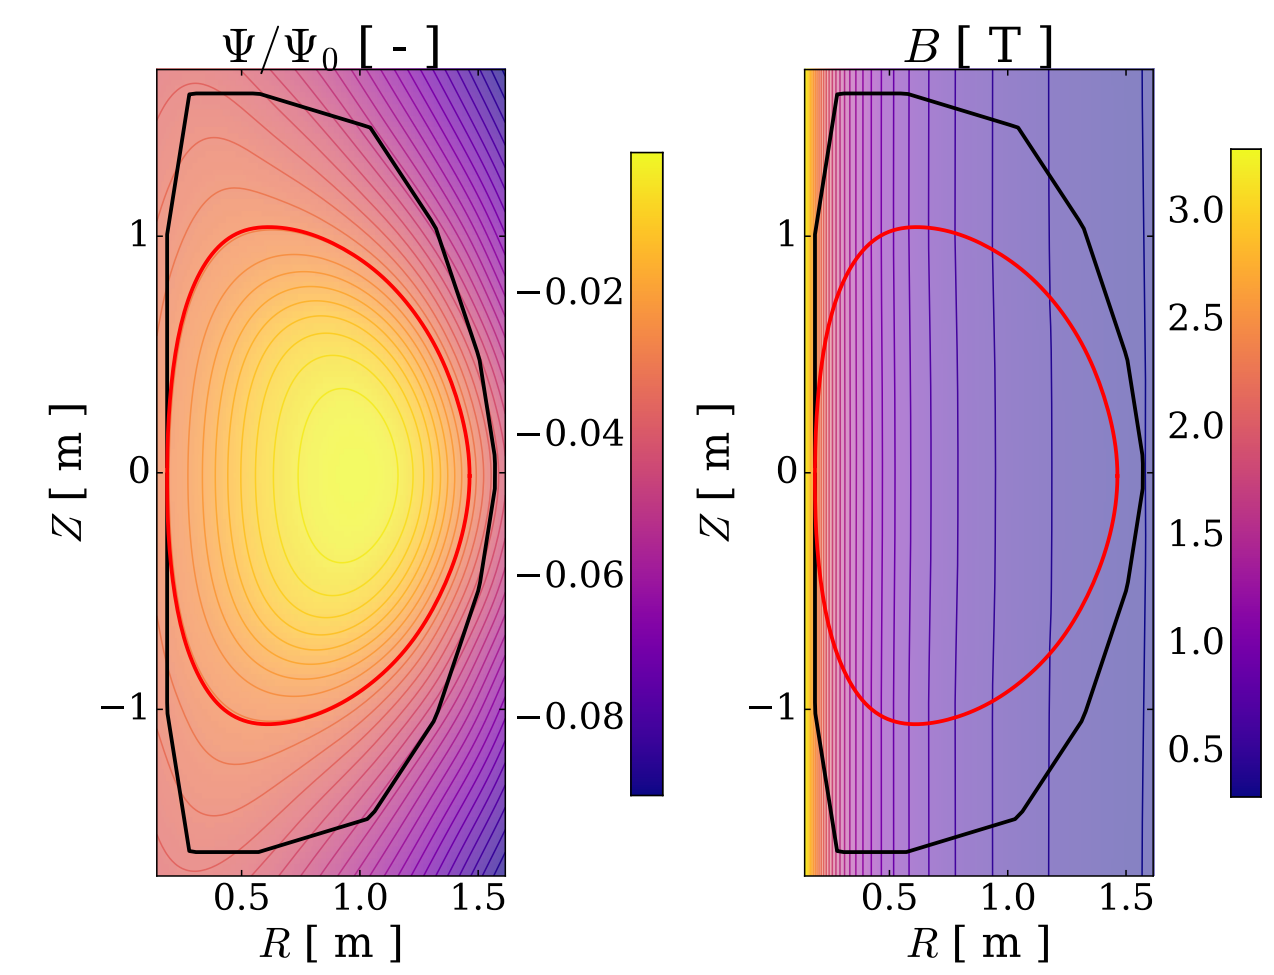 Ψ/Ψ₀ [ - ]
1
0
−1
Z [ m ]
0.5 1.0 1.5
R [ m ]
−0.02
−0.04
−0.06
−0.08
B [ T ]
1
0
−1
Z [ m ]
0.5 1.0 1.5
R [ m ]
3.0
2.5
2.0
1.5
1.0
0.5